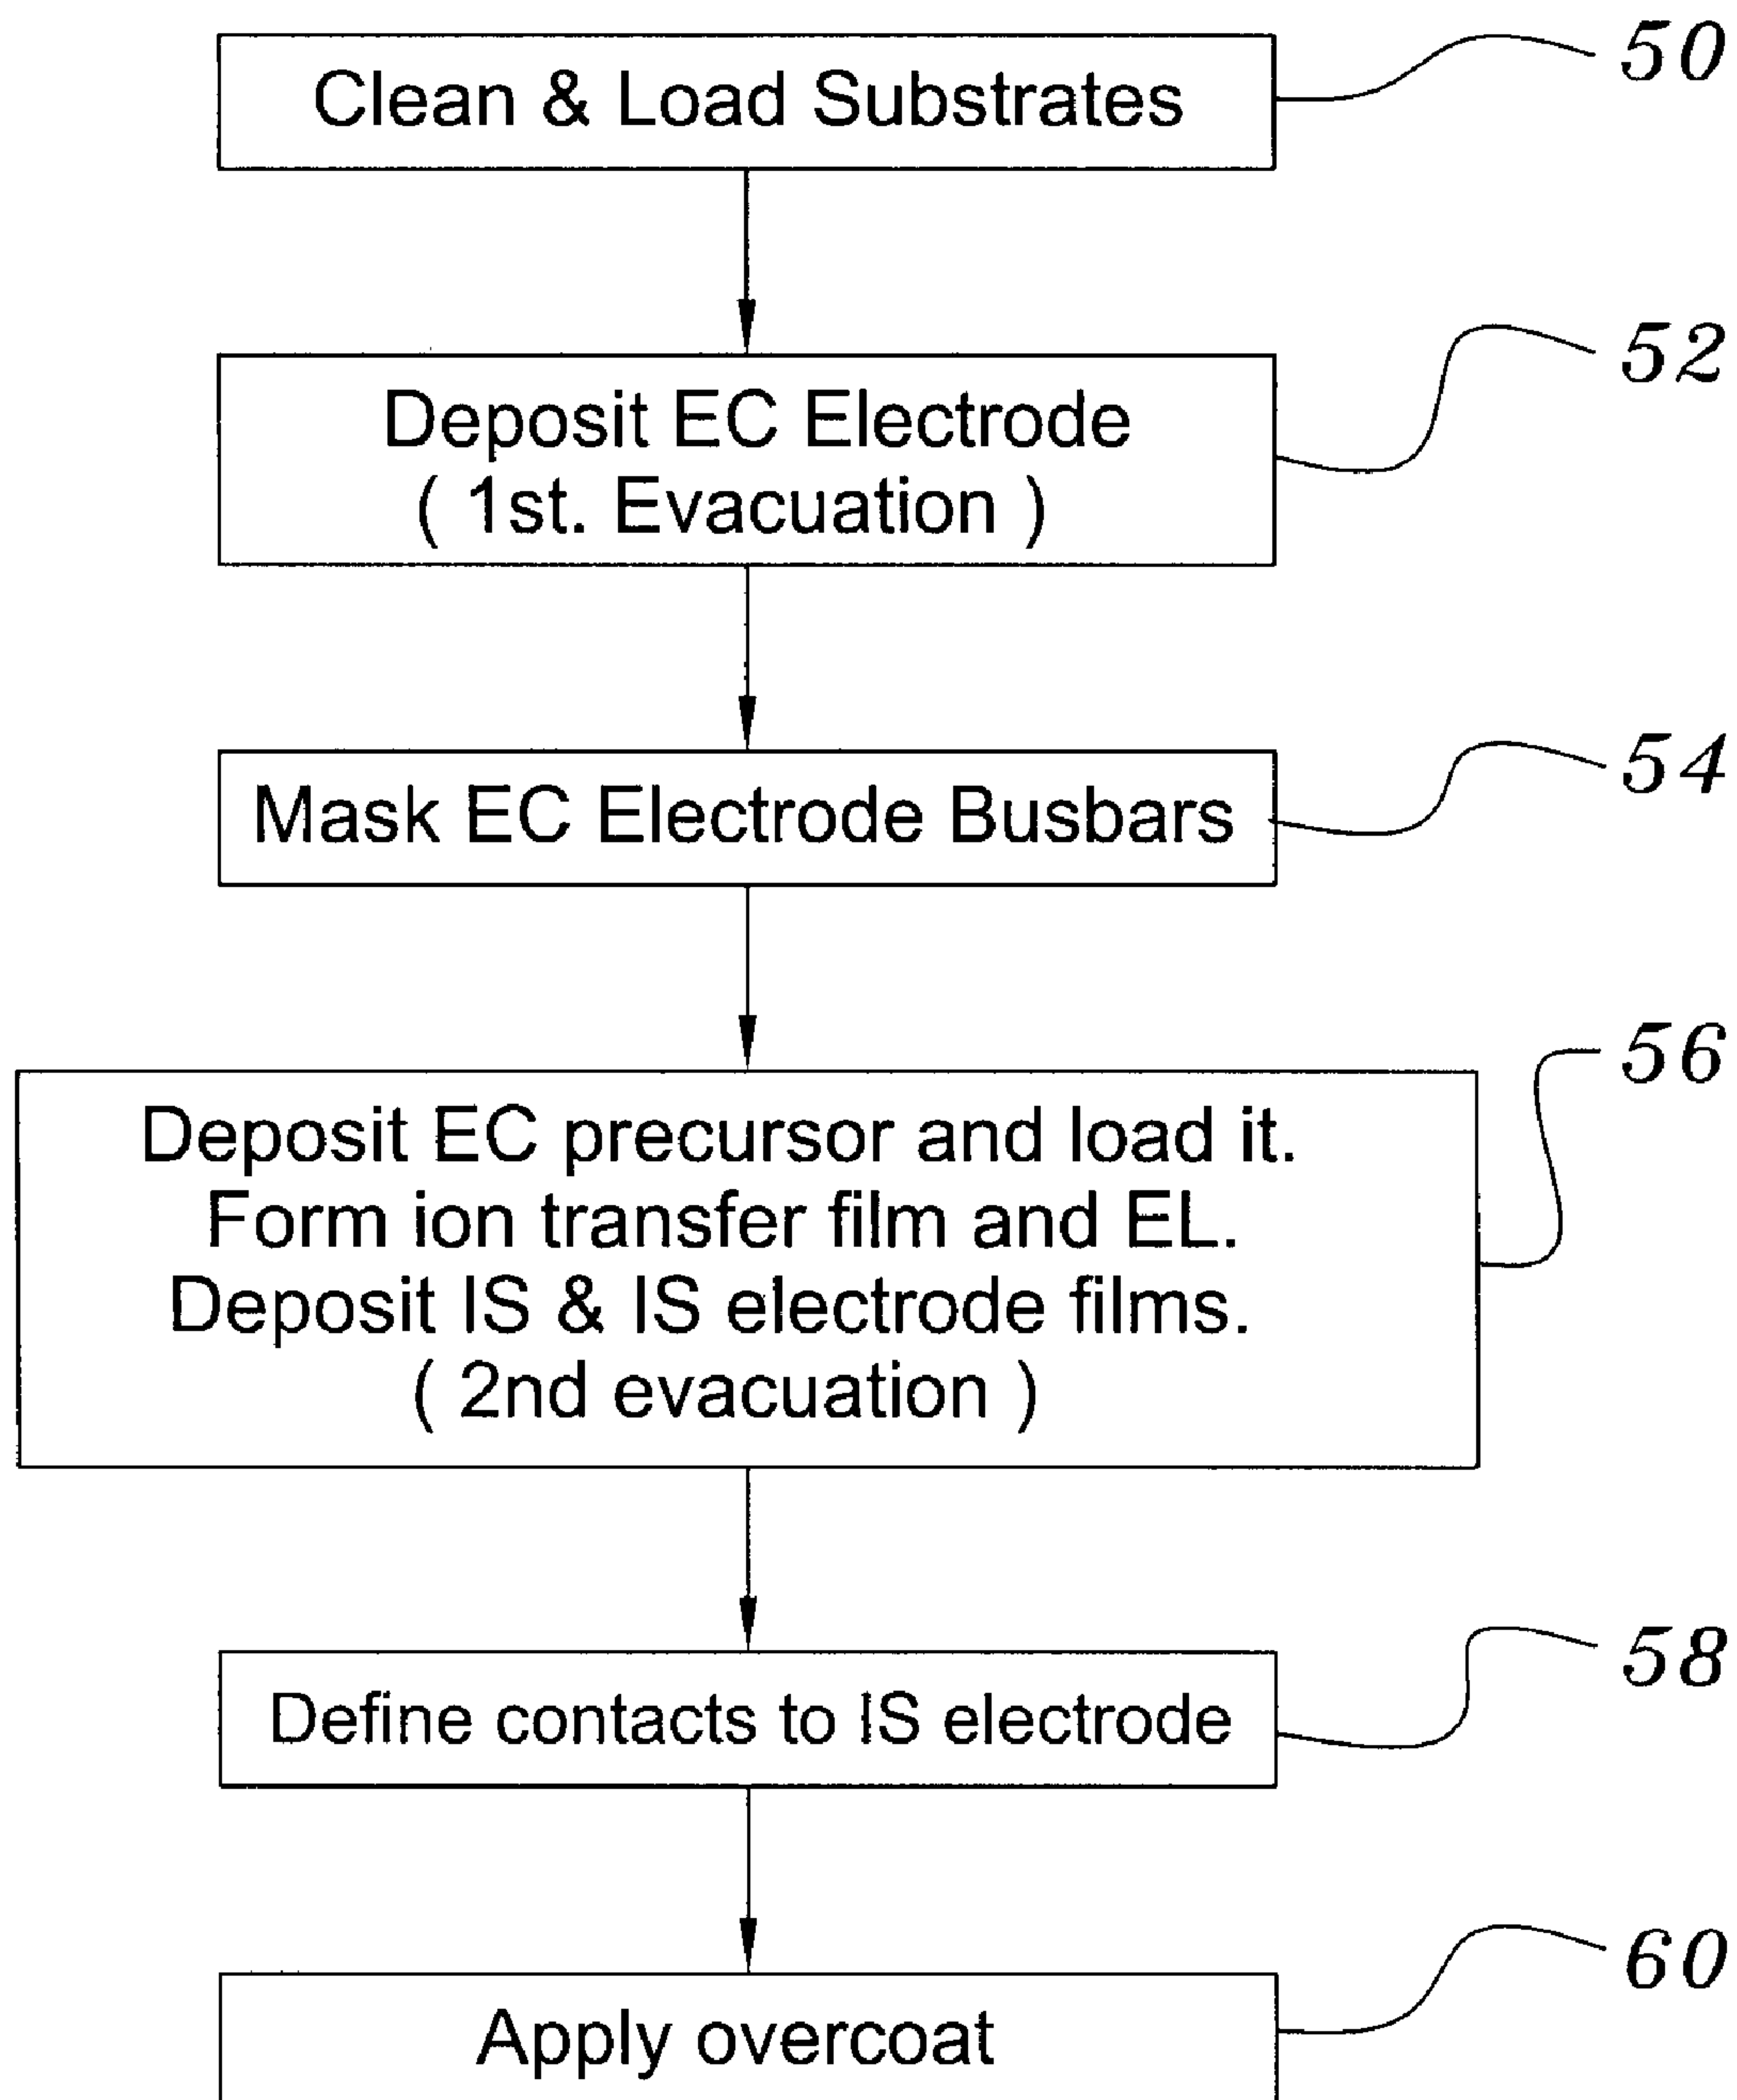 Clean & Load Substrates
50
Deposit EC Electrode
( 1st. Evacuation )
52
Mask EC Electrode Busbars
54
Deposit EC precursor and load it.
Form ion transfer film and EL.
Deposit IS & IS electrode films.
( 2nd evacuation )
56
Define contacts to IS electrode
58
Apply overcoat
60